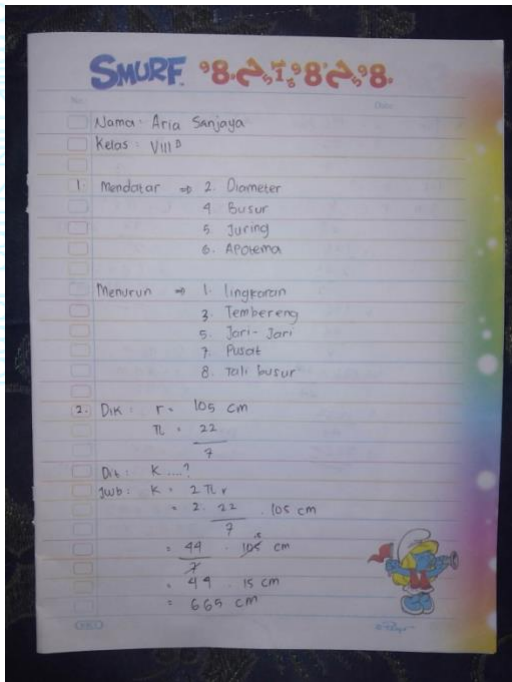 SMURF
Nama : Aria Sanjaya
Kelas : VIII B
1. Mendatar ⇒ 2. Diameter
4 Busur
5 Juring
6. Apotema
Menurun ⇒ 1. lingkaran
3. Tembereng
5. Jari-Jari
7. Pusat
8. Tali busur
2. Dik : r = 105 cm
π = 22
7
Dit : K ....?
Jwb : K = 2 π r
= 2. 22 . 105 cm
7
= 44 . 105 cm
7
= 44 . 15 cm
= 665 cm